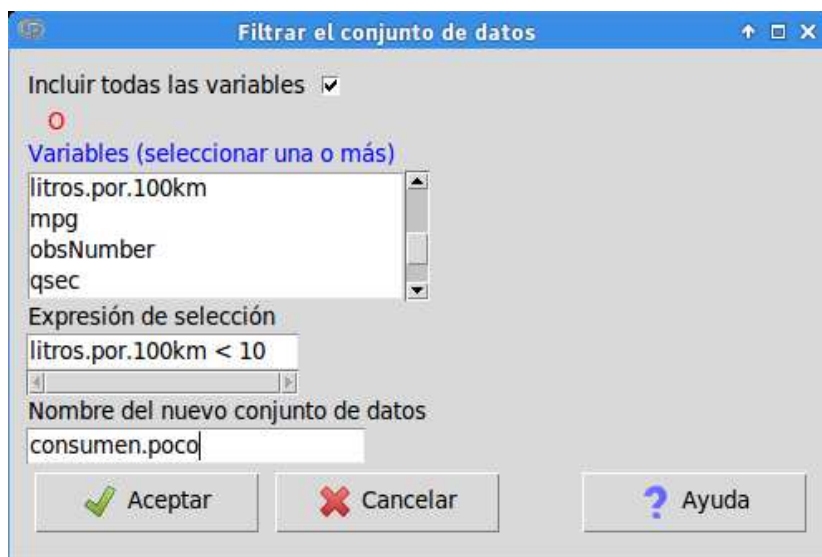 Filtrar el conjunto de datos
Incluir todas las variables
O
Variables (seleccionar una o más)
litros.por.100km
mpg
obsNumber
qsec
Expresión de selección
litros.por.100km < 10
Nombre del nuevo conjunto de datos
consumen.poco
Aceptar Cancelar ? Ayuda